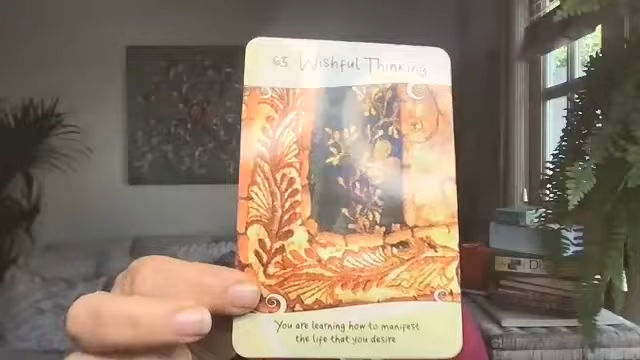 63 Wishful Thinking
You are learning how to manifest
the life that you desire